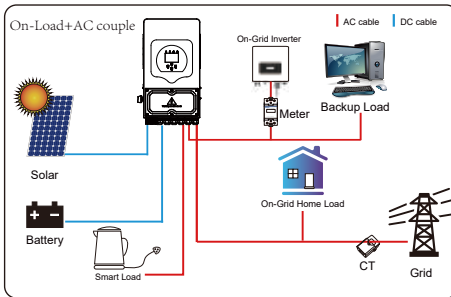 On-Load+AC couple
AC cable
DC cable
On-Grid Inverter
Meter
Backup Load
Solar
On-Grid Home Load
Battery
Smart Load
CT
Grid